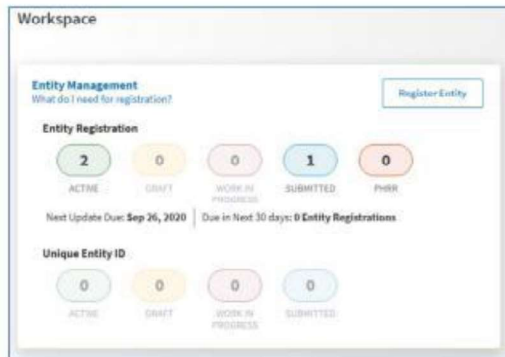 Workspace
Entity Management
What do I need for registration?
Register Entity
Entity Registration
2 0 0 1 0
ACTIVE DRAFT WORK IN PROGRESS SUBMITTED PHRR
Next Update Due: Sep 26, 2020 Due in Next 30 days: 0 Entity Registrations
Unique Entity ID
0 0 0 0
ACTIVE DRAFT WORK IN PROGRESS SUBMITTED